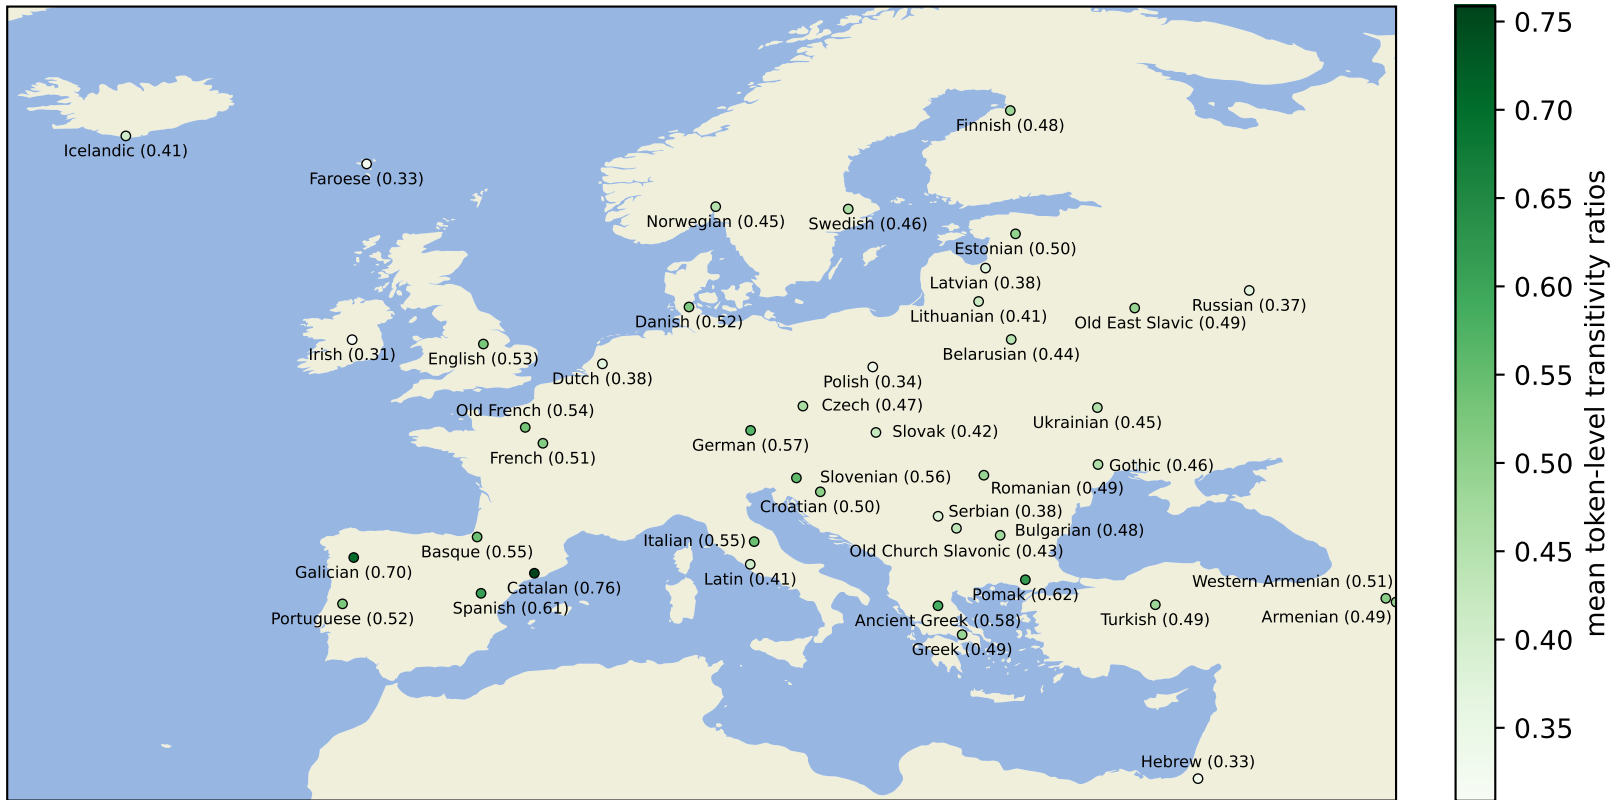 Icelandic (0.41)
Faroese (0.33)
Finnish (0.48)
Norwegian (0.45)
Swedish (0.46)
Estonian (0.50)
Latvian (0.38)
Lithuanian (0.41)
Russian (0.37)
Old East Slavic (0.49)
Danish (0.52)
Irish (0.31)
English (0.53)
Belarusian (0.44)
Dutch (0.38)
Polish (0.34)
Czech (0.47)
Old French (0.54)
Ukrainian (0.45)
Slovak (0.42)
German (0.57)
French (0.51)
Gothic (0.46)
Slovenian (0.56)
Romanian (0.49)
Croatian (0.50)
Serbian (0.38)
Bulgarian (0.48)
Italian (0.55)
Basque (0.55)
Old Church Slavonic (0.43)
Galician (0.70)
Latin (0.41)
Western Armenian (0.51)
Catalan (0.76)
Pomak (0.62)
Spanish (0.61)
Portuguese (0.52)
Ancient Greek (0.58)
Turkish (0.49)
Armenian (0.49)
Greek (0.49)
Hebrew (0.33)
0.75
0.70
0.65
0.60
0.55
0.50
0.45
0.40
0.35
mean token-level transitivity ratios